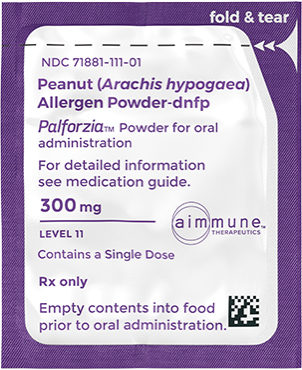 fold & tear
NDC 71881-111-01
Peanut (Arachis hypogaea)
Allergen Powder-dnfp
Palforzia™ Powder for oral
administration
For detailed information
see medication guide.
300 mg
LEVEL 11
aimmune™
THERAPEUTICS
Contains a Single Dose
Rx only
Empty contents into food
prior to oral administration.